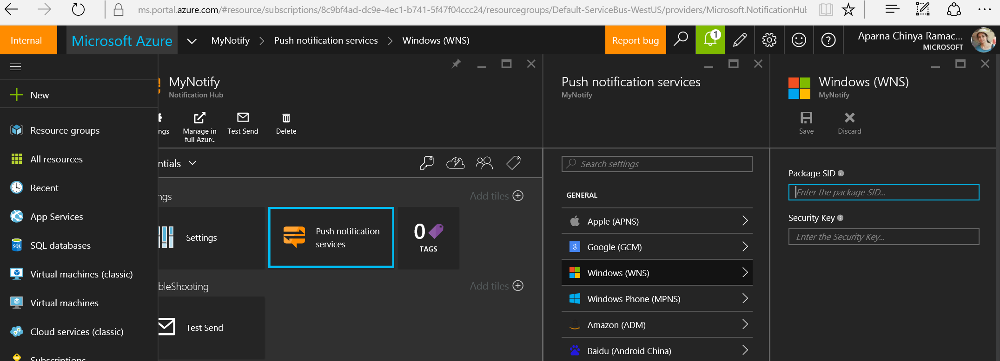 ms.portal.azure.com/#resource/subscriptions/8c9bf4ad-dc9e-4ec1-b741-5f47f04ccc24/resourcegroups/Default-ServiceBus-WestUS/providers/Microsoft.NotificationHub
Internal
Microsoft Azure
MyNotify
Push notification services
Windows (WNS)
Report bug
1
Aparna Chinya Ramac...
MICROSOFT
New
Resource groups
All resources
Recent
App Services
SQL databases
Virtual machines (classic)
Virtual machines
Cloud services (classic)
Subscriptions
MyNotify
Notification Hub
ngs
Manage in
full Azur.
Test Send
Delete
ntials
ngs
Add tiles
Settings
Push notification
services
0
TAGS
bleShooting
Add tiles
Test Send
Push notification services
MyNotify
Search settings
GENERAL
Apple (APNS)
Google (GCM)
Windows (WNS)
Windows Phone (MPNS)
Amazon (ADM)
Baidu (Android China)
Windows (WNS)
MyNotify
Save
Discard
Package SID
Enter the package SID...
Security Key
Enter the Security Key...